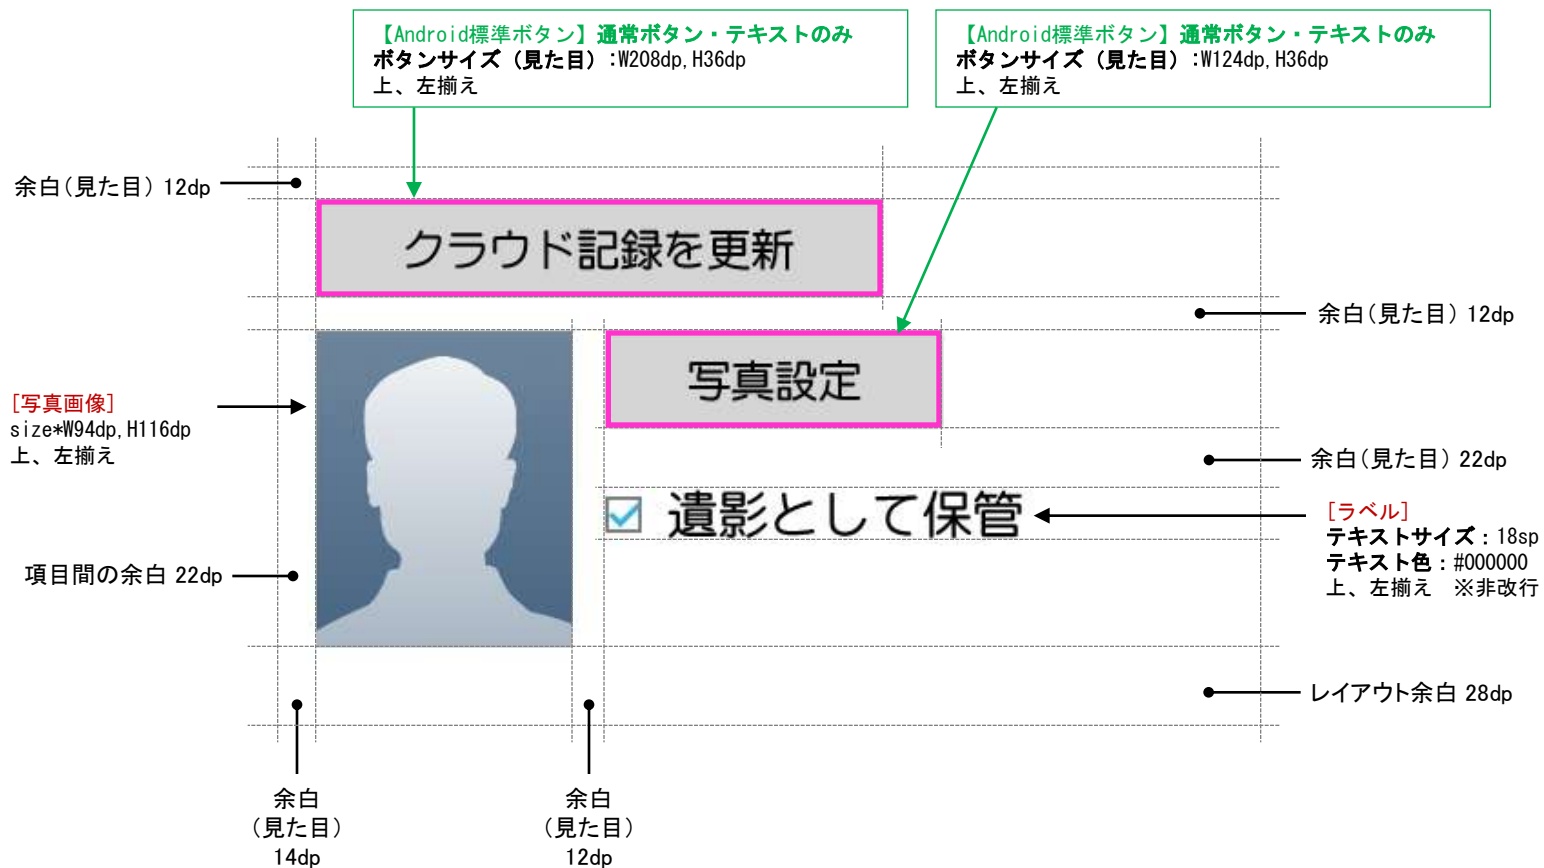 【Android標準ボタン】通常ボタン・テキストのみ
ボタンサイズ（見た目）:W208dp,H36dp
上、左揃え
【Android標準ボタン】通常ボタン・テキストのみ
ボタンサイズ（見た目）:W124dp,H36dp
上、左揃え
余白(見た目) 12dp
クラウド記録を更新
余白(見た目) 12dp
写真設定
[写真画像]
size*W94dp,H116dp
上、左揃え
余白(見た目) 22dp
遺影として保管
[ラベル]
テキストサイズ：18sp
テキスト色：#000000
上、左揃え　※非改行
項目間の余白 22dp
レイアウト余白 28dp
余白
(見た目)
14dp
余白
(見た目)
12dp